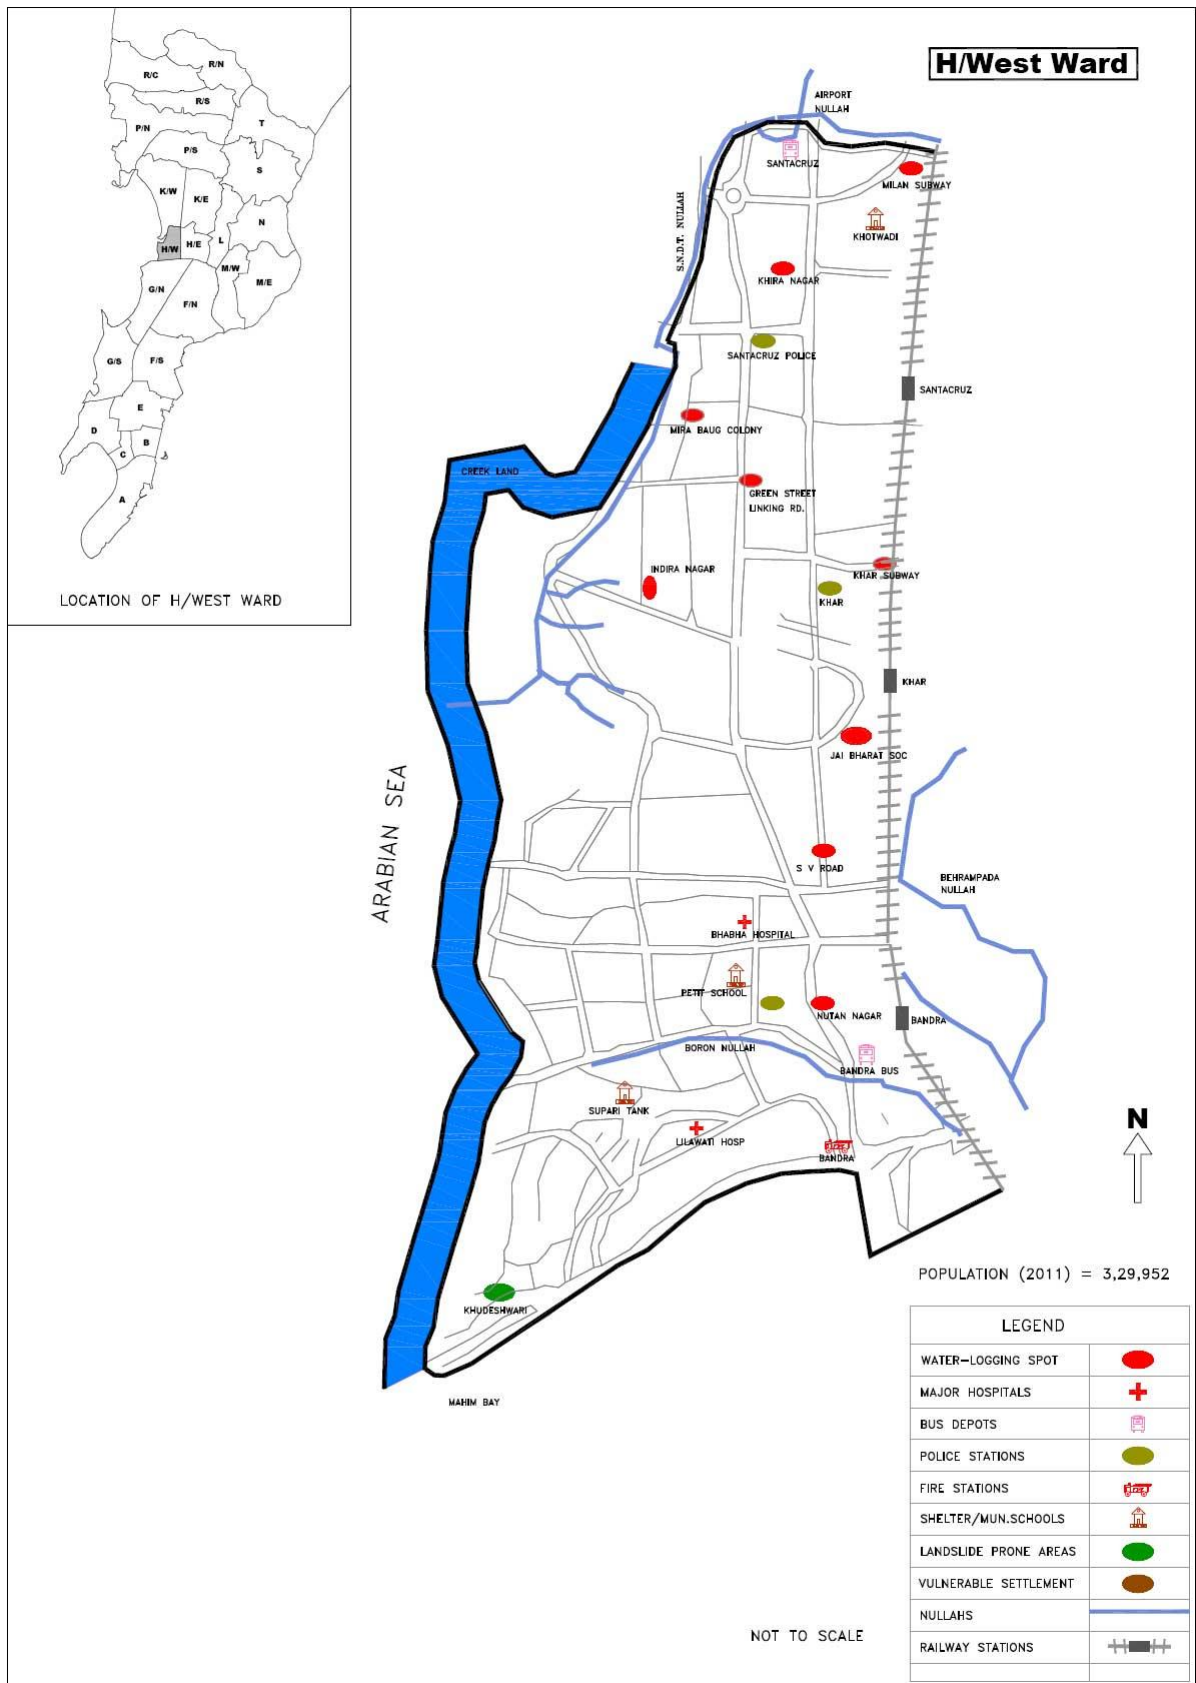 H/West Ward
R/N
R/C
R/S
P/N
T
P/S
S
K/W
K/E
N
H/W
H/E
L
M/W
M/E
G/N
F/N
G/S
F/S
E
D
B
C
A
LOCATION OF H/WEST WARD
AIRPORT
NULLAH
SANTACRUZ
MILAN SUBWAY
S.N.D.T. NULLAH
KHOTWADI
KHIRA NAGAR
SANTACRUZ POLICE
SANTACRUZ
MIRA BAUG COLONY
CREEK LAND
GREEN STREET
LINKING RD.
INDIRA NAGAR
KHAR SUBWAY
KHAR
KHAR
JAI BHARAT SOC
ARABIAN SEA
S V ROAD
BEHRAMPADA
NULLAH
BHABHA HOSPITAL
PETIT SCHOOL
NUTAN NAGAR
BANDRA
BORON NULLAH
BANDRA BUS
SUPARI TANK
LILAWATI HOSP
BANDRA
N
KHUDESHWARI
MAHIM BAY
POPULATION (2011) = 3,29,952
LEGEND
WATER-LOGGING SPOT
MAJOR HOSPITALS
BUS DEPOTS
POLICE STATIONS
FIRE STATIONS
SHELTER/MUN.SCHOOLS
LANDSLIDE PRONE AREAS
VULNERABLE SETTLEMENT
NULLAHS
RAILWAY STATIONS
NOT TO SCALE